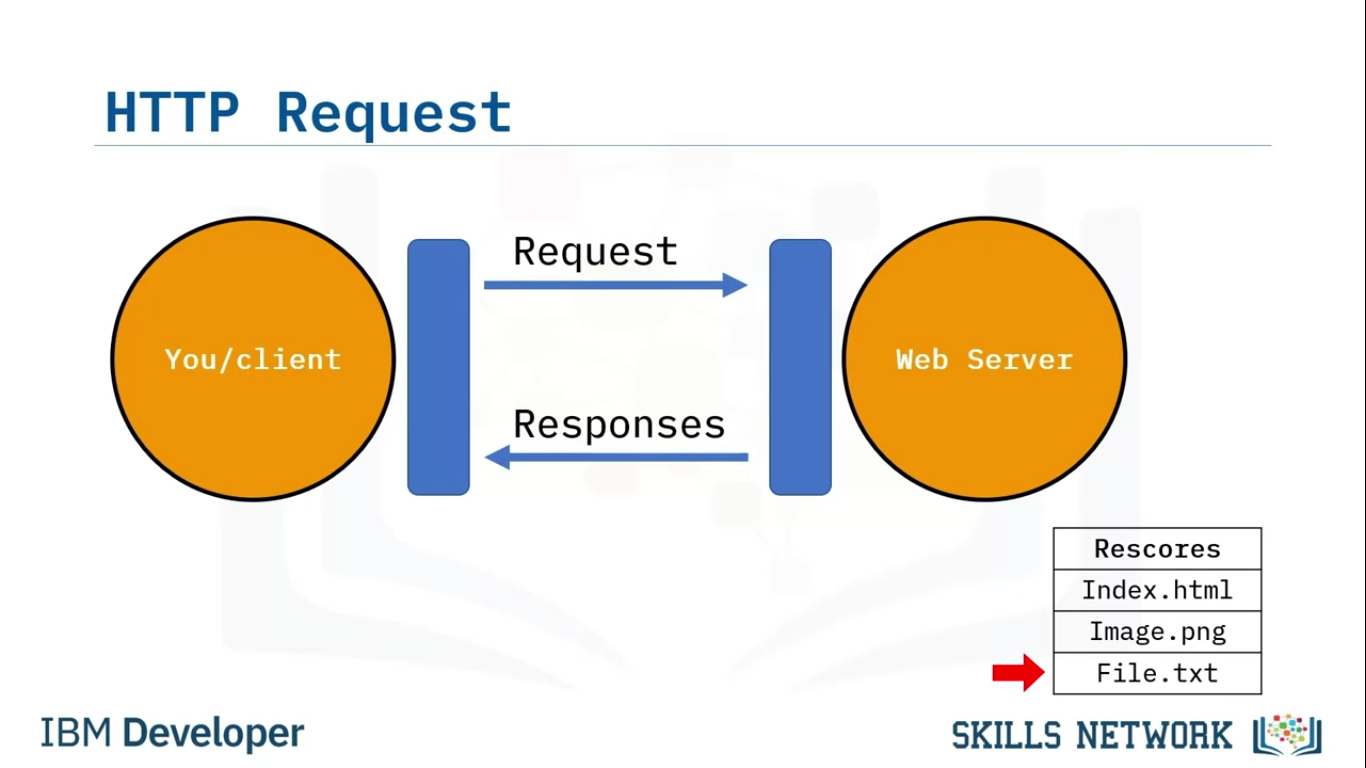 HTTP Request
Request
You/client
Web Server
Responses
Rescores
Index.html
Image.png
File.txt
IBM Developer
SKILLS NETWORK